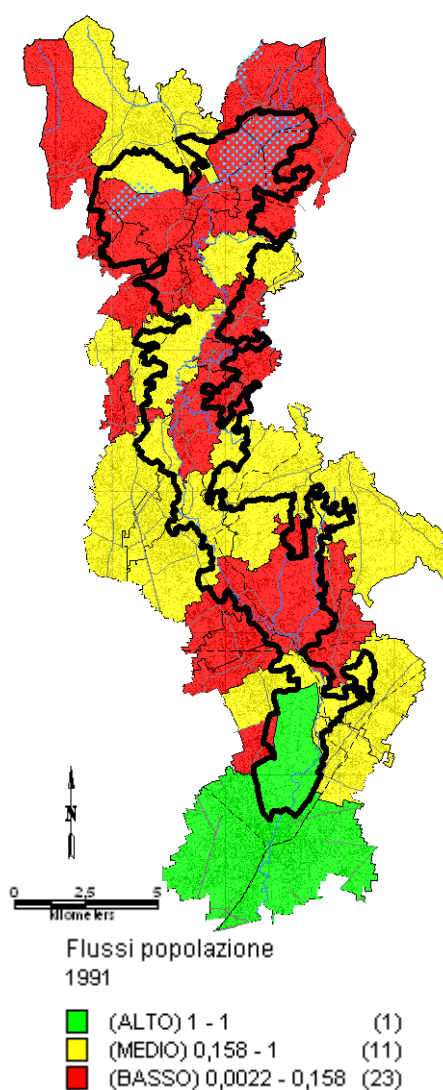 N
0 2,5 5
kilometers
Flussi popolazione
1991
(ALTO) 1 - 1 (1)
(MEDIO) 0,158 - 1 (11)
(BASSO) 0,0022 - 0,158 (23)